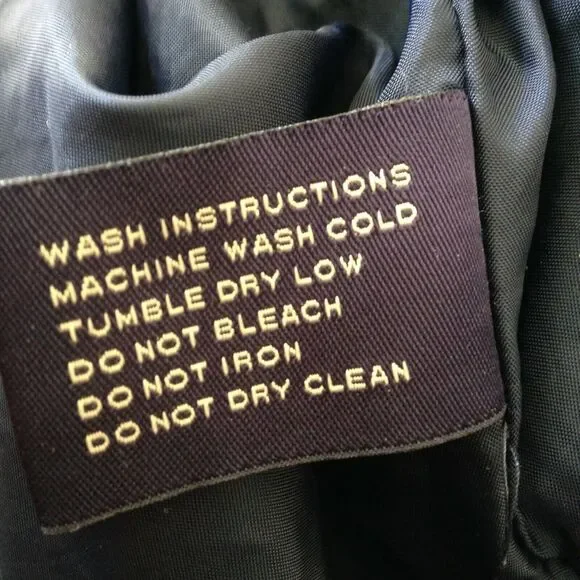 WASH INSTRUCTIONS
MACHINE WASH COLD
TUMBLE DRY LOW
DO NOT BLEACH
DO NOT IRON
DO NOT DRY CLEAN